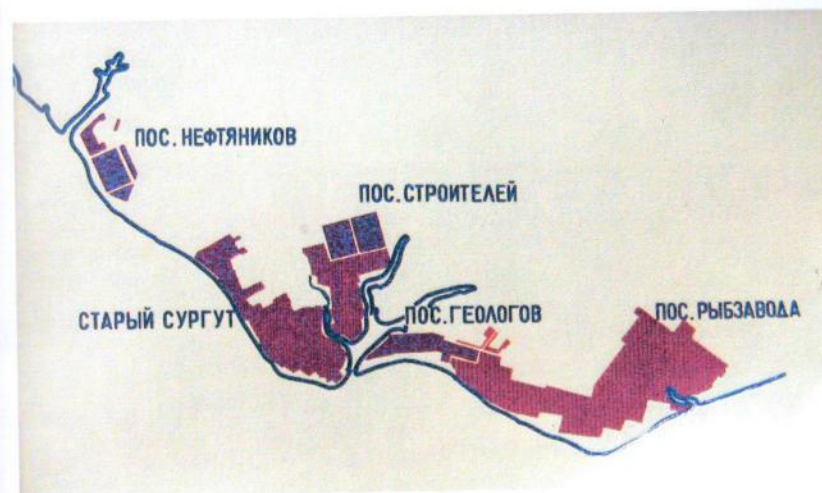 ПОС. НЕФТЯНИКОВ
ПОС. СТРОИТЕЛЕЙ
СТАРЫЙ СУРГУТ
ПОС. ГЕОЛОГОВ
ПОС. РЫБЗАВОДА